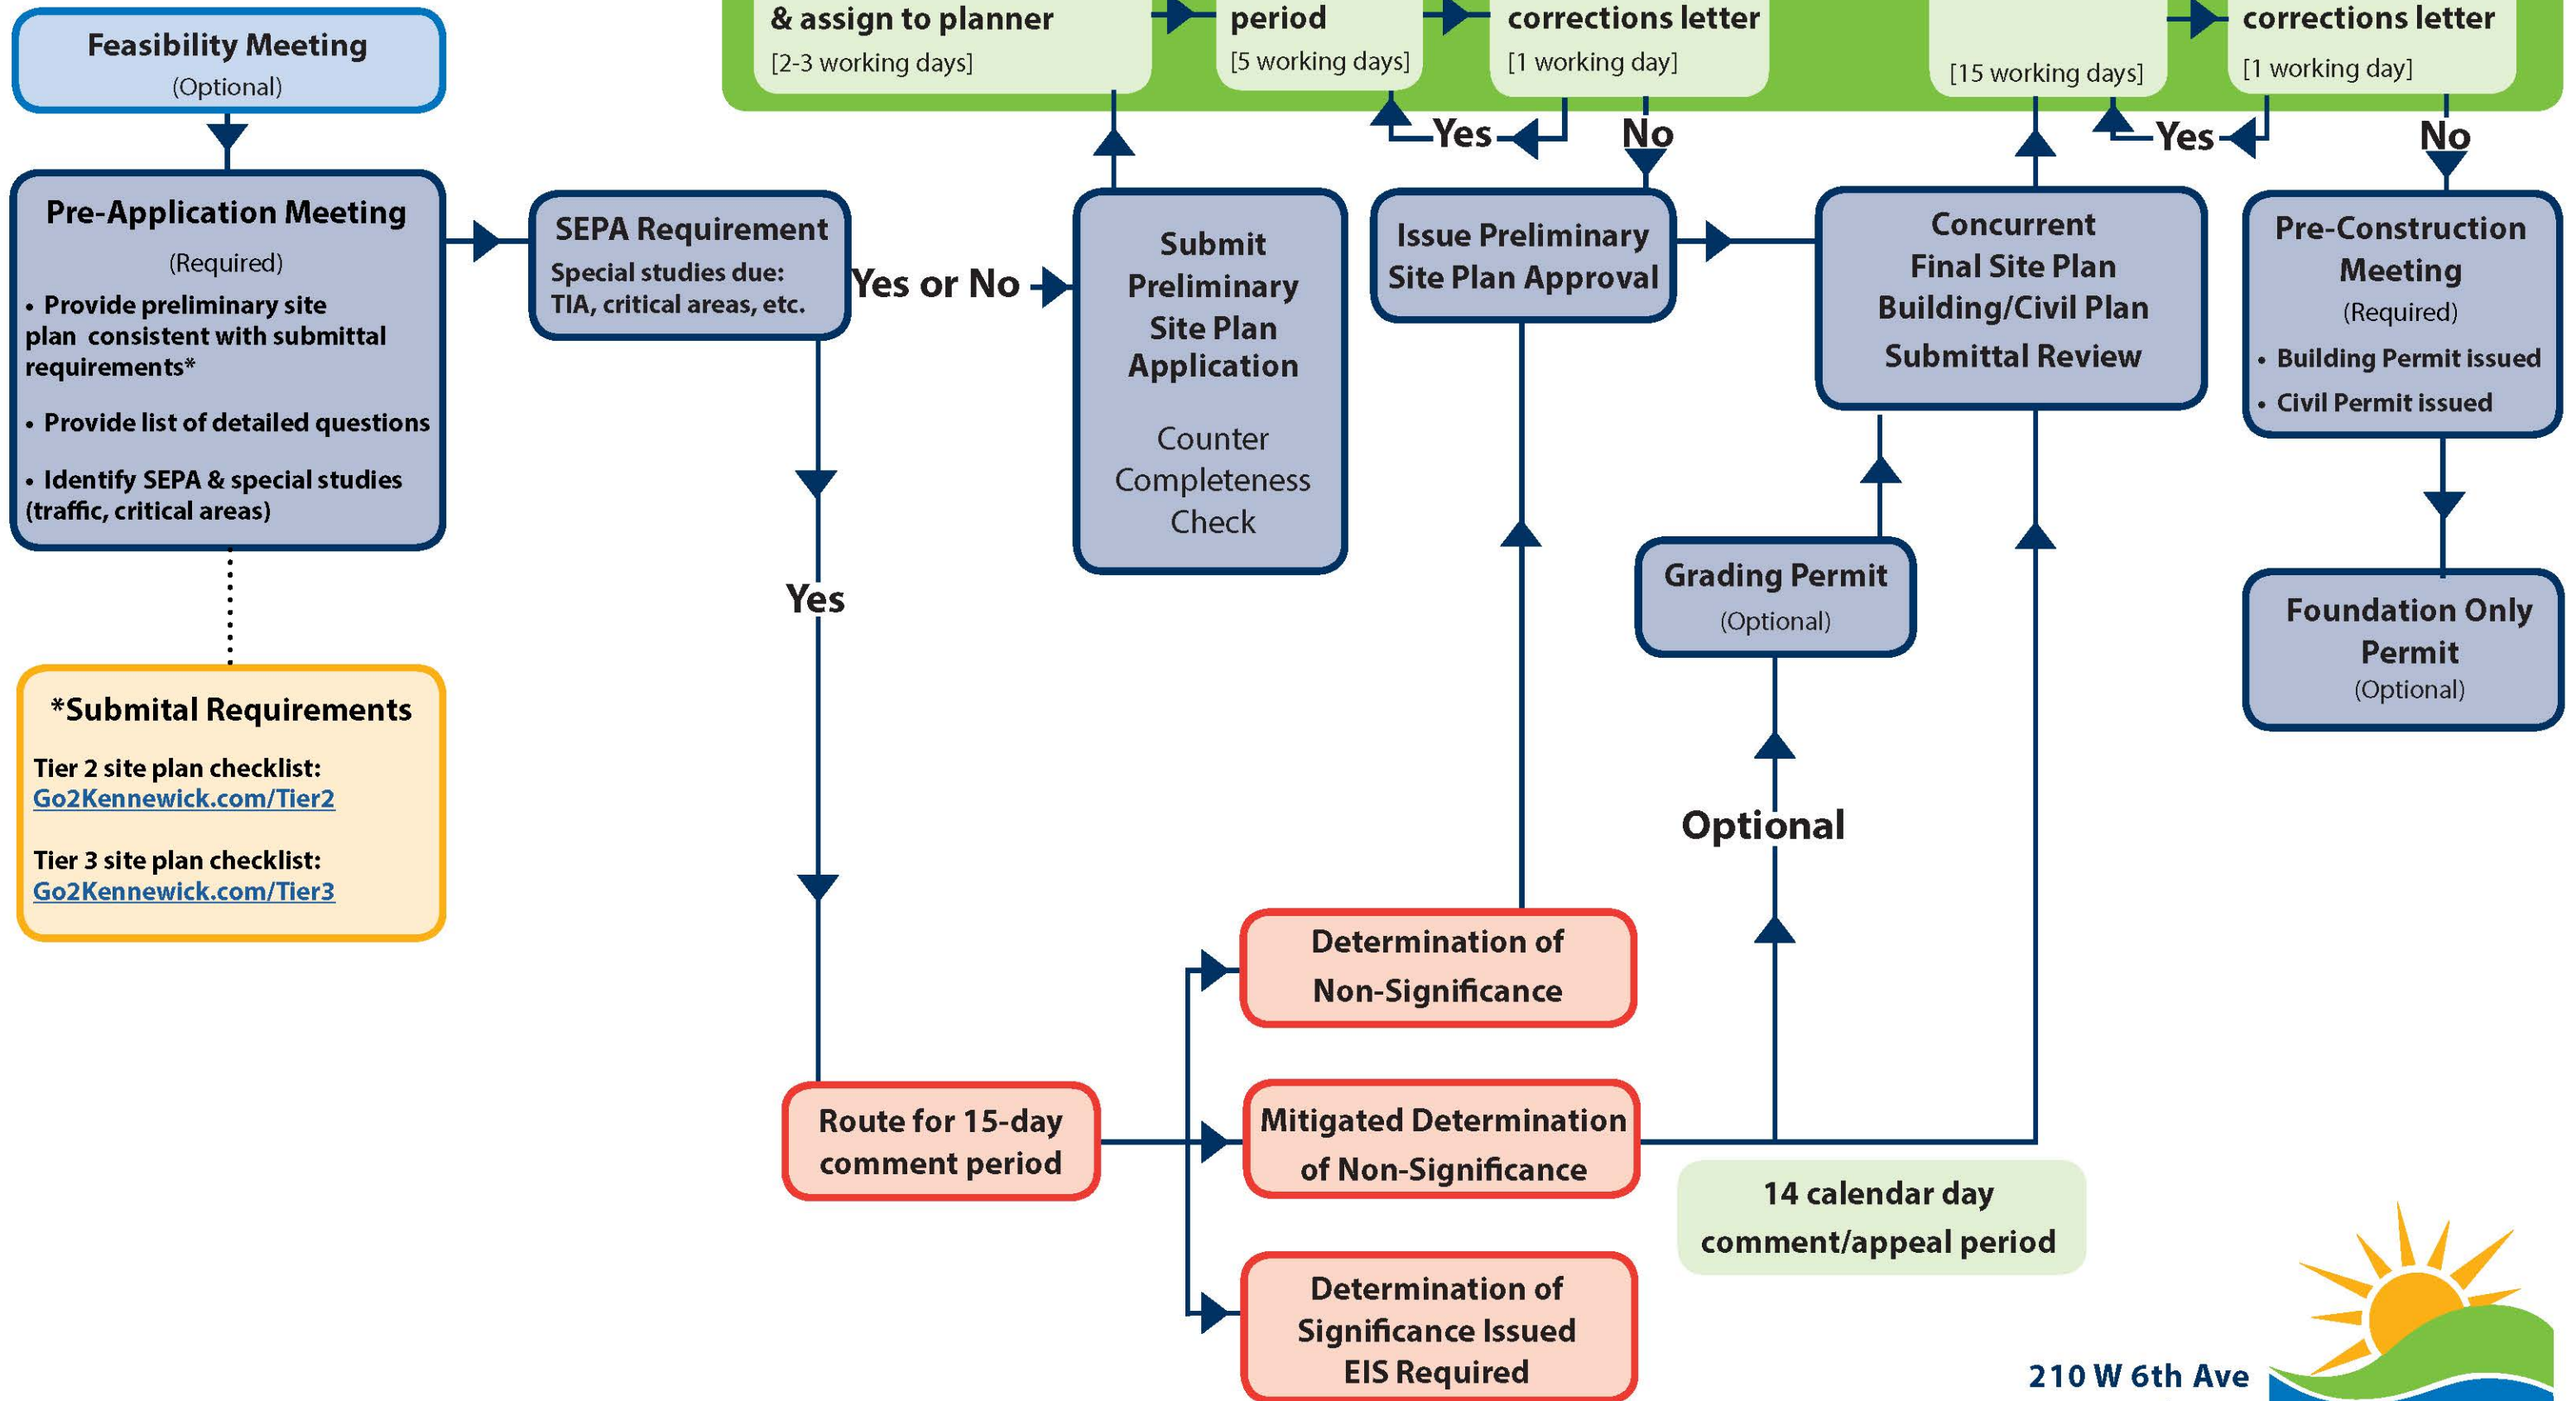 & assign to planner
[2-3 working days]
period
[5 working days]
corrections letter
[1 working day]
[15 working days]
corrections letter
[1 working day]
Feasibility Meeting
(Optional)
Yes
No
Yes
No
Pre-Application Meeting
(Required)
• Provide preliminary site
plan consistent with submittal
requirements*
• Provide list of detailed questions
• Identify SEPA & special studies
(traffic, critical areas)
SEPA Requirement
Special studies due:
TIA, critical areas, etc.
Yes or No
Submit
Preliminary
Site Plan
Application
Counter
Completeness
Check
Issue Preliminary
Site Plan Approval
Concurrent
Final Site Plan
Building/Civil Plan
Submittal Review
Pre-Construction
Meeting
(Required)
• Building Permit issued
• Civil Permit issued
Yes
Grading Permit
(Optional)
Foundation Only
Permit
(Optional)
*Submital Requirements
Tier 2 site plan checklist:
Go2Kennewick.com/Tier2
Tier 3 site plan checklist:
Go2Kennewick.com/Tier3
Optional
Determination of
Non-Significance
Route for 15-day
comment period
Mitigated Determination
of Non-Significance
14 calendar day
comment/appeal period
Determination of
Significance Issued
EIS Required
210 W 6th Ave